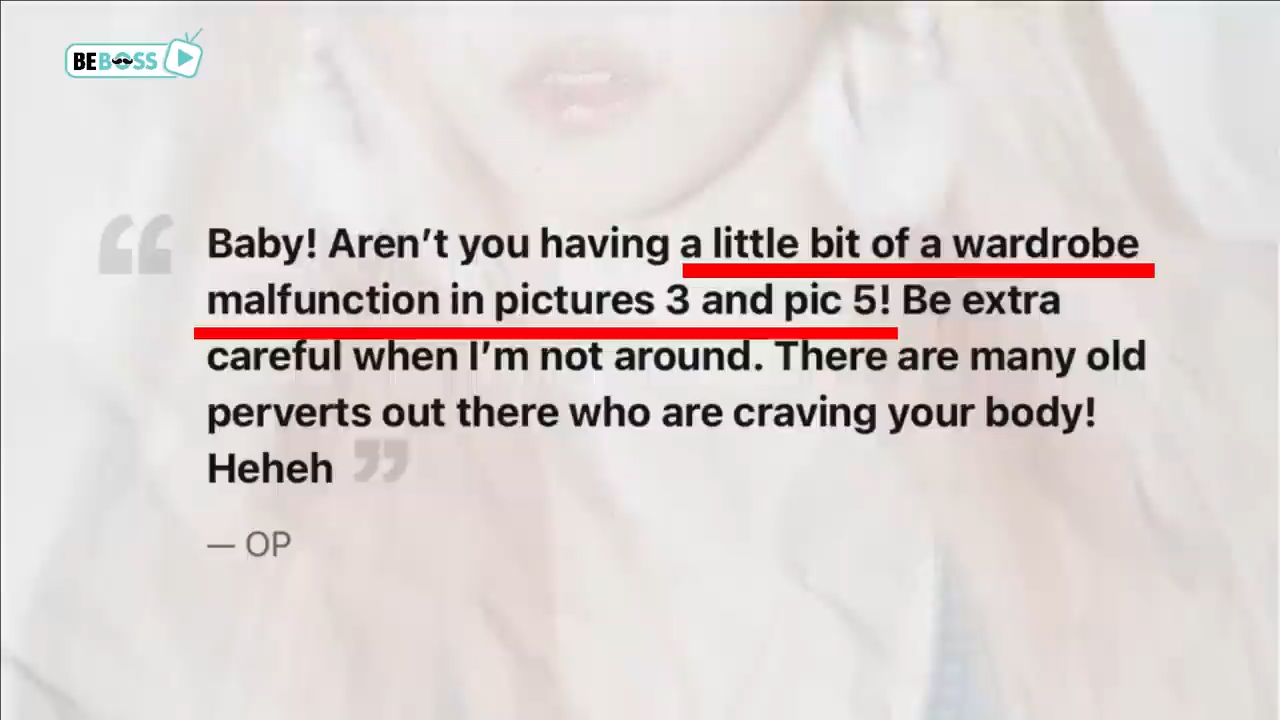 BEBOSS
“
Baby! Aren’t you having a little bit of a wardrobe
malfunction in pictures 3 and pic 5! Be extra
careful when I’m not around. There are many old
perverts out there who are craving your body!
Heheh ”
— OP